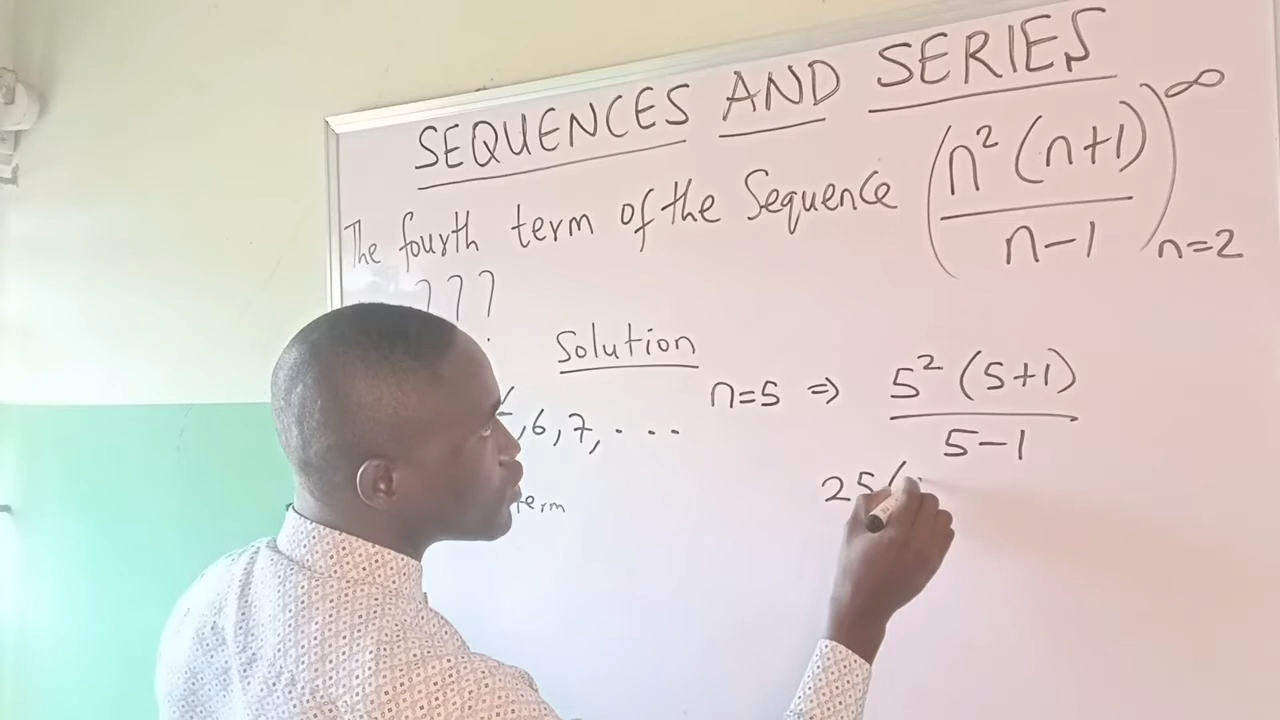 SEQUENCES AND SERIES
The fourth term of the Sequence (n²(n+1)/n-1)^∞_n=2
???
Solution
,6,7,...
term
n=5 ⇒ 5²(5+1)/5-1
25(